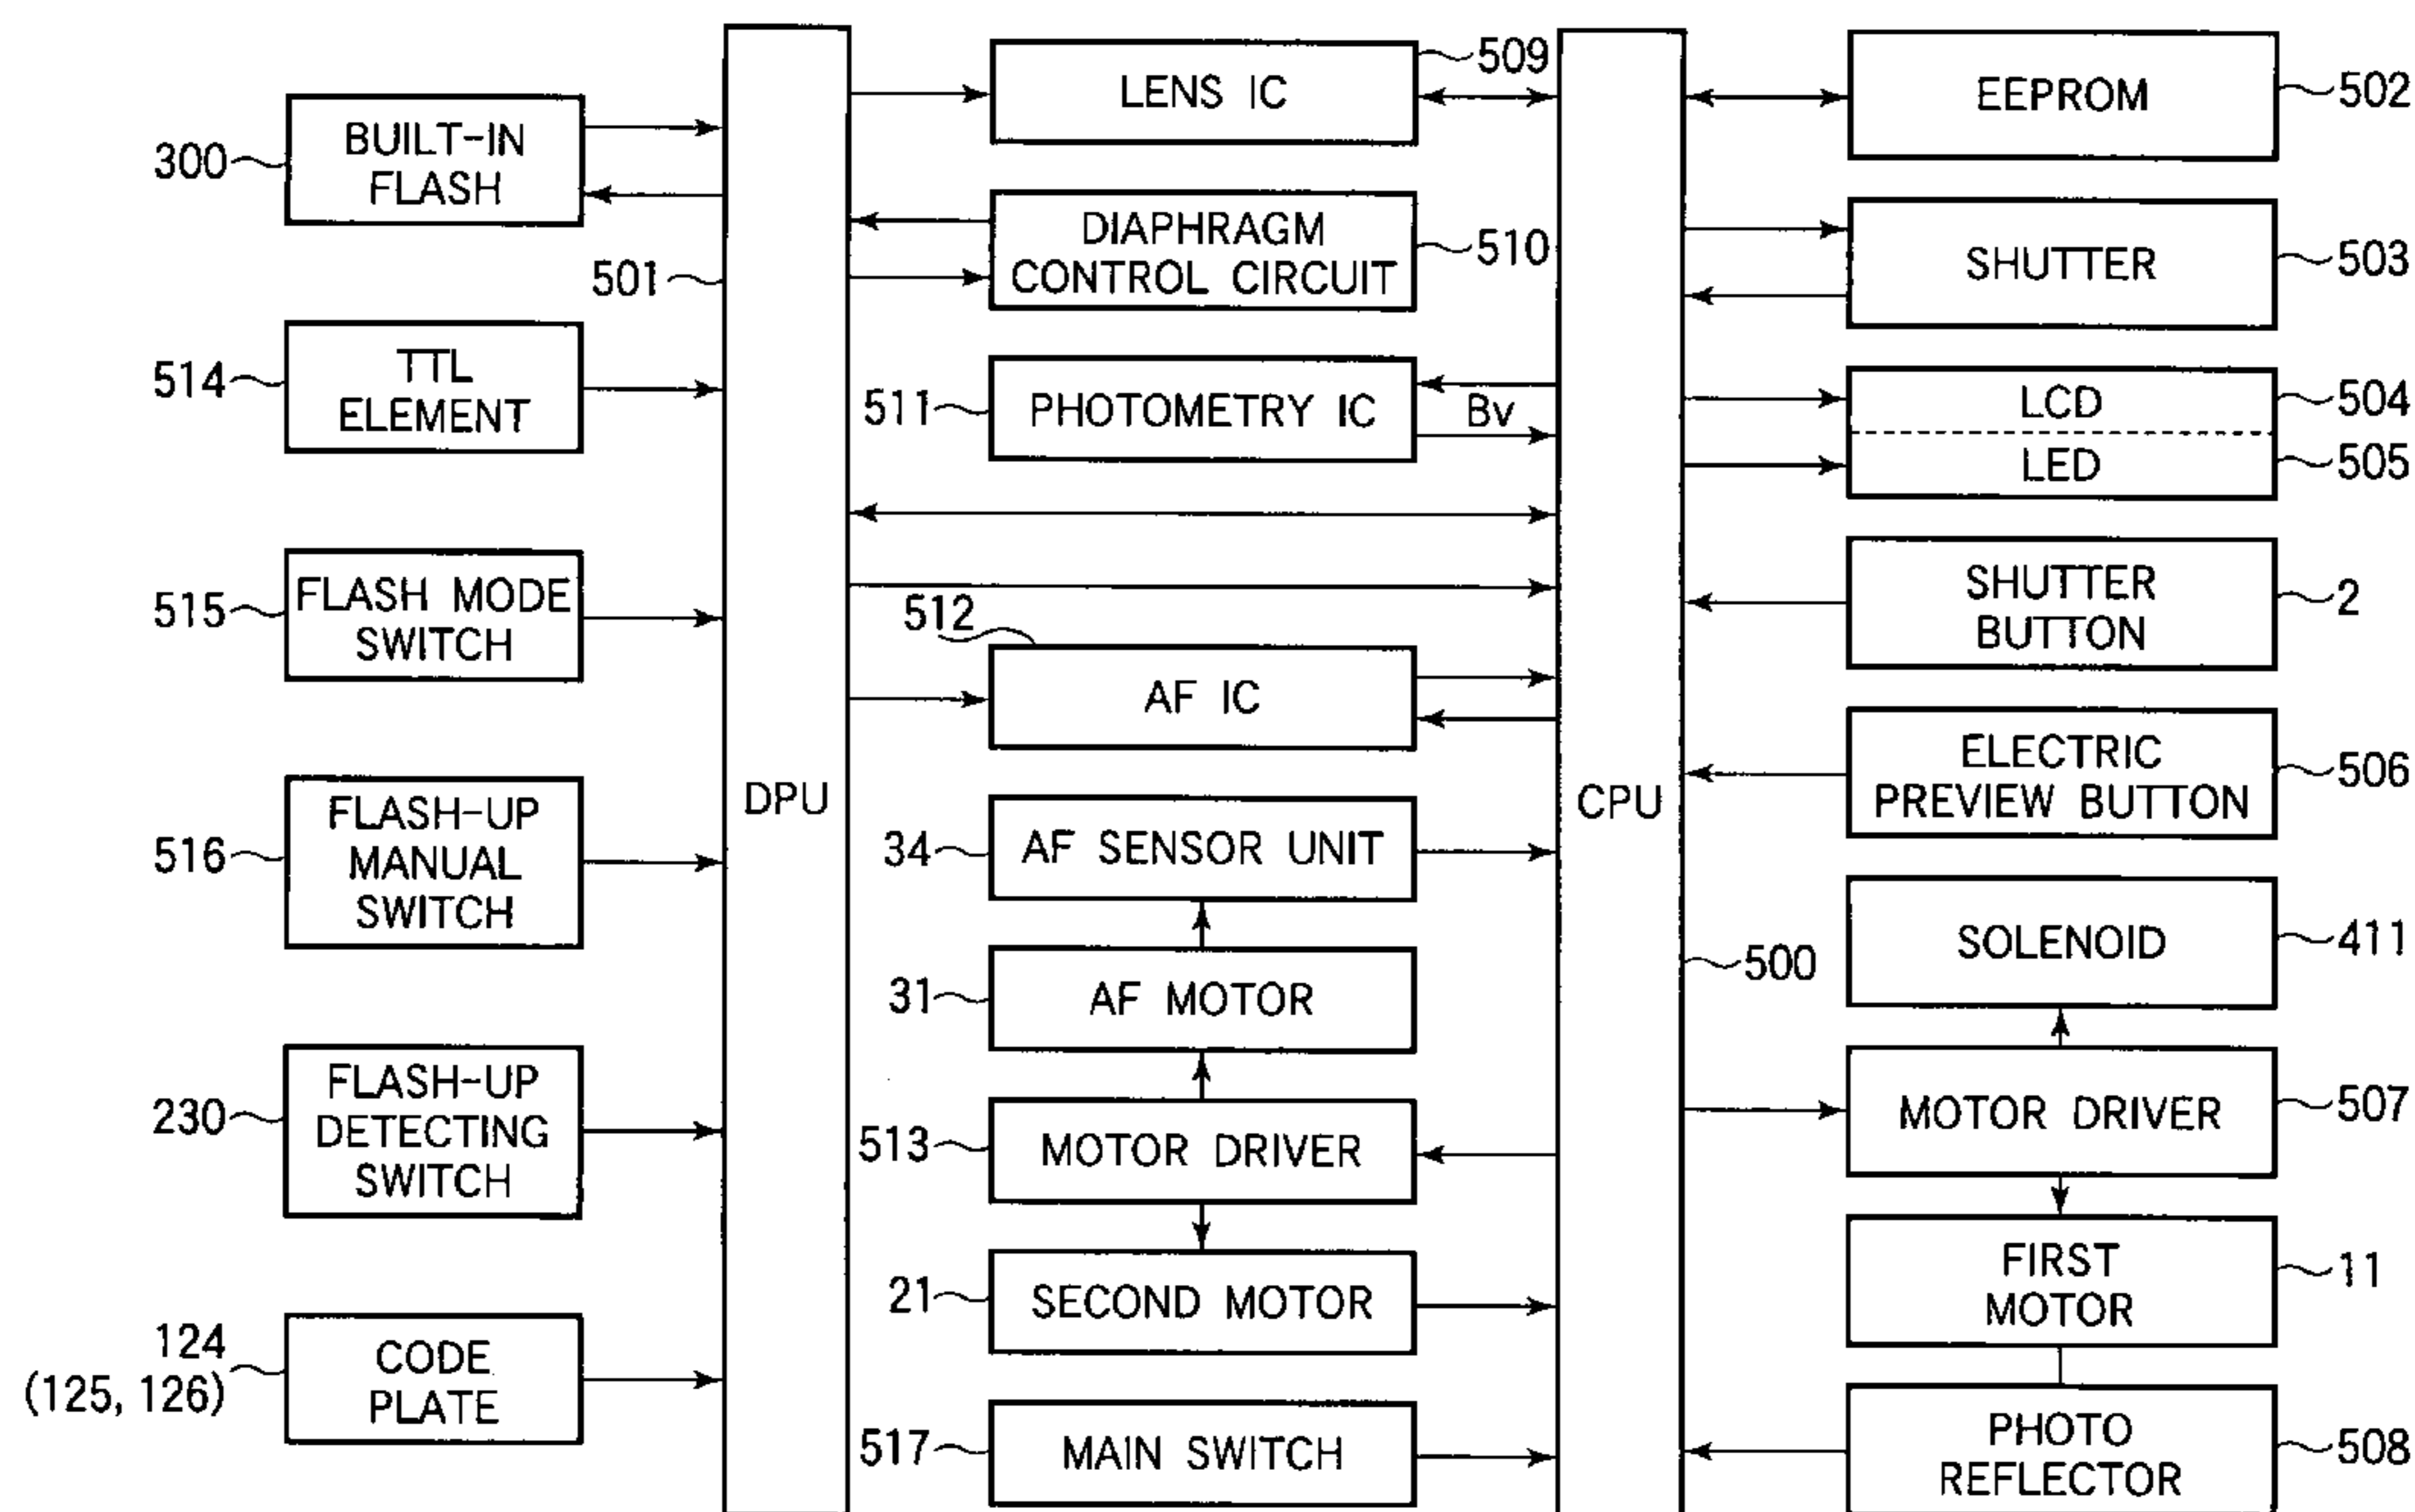 300
BUILT-IN
FLASH
501
514
TTL
ELEMENT
515
FLASH MODE
SWITCH
516
FLASH-UP
MANUAL
SWITCH
230
FLASH-UP
DETECTING
SWITCH
124
(125, 126)
CODE
PLATE
DPU
LENS IC
509
DIAPHRAGM
CONTROL CIRCUIT
510
511
PHOTOMETRY IC
Bv
512
AF IC
34
AF SENSOR UNIT
31
AF MOTOR
513
MOTOR DRIVER
21
SECOND MOTOR
517
MAIN SWITCH
CPU
500
EEPROM
502
SHUTTER
503
LCD
504
LED
505
SHUTTER
BUTTON
2
ELECTRIC
PREVIEW BUTTON
506
SOLENOID
411
MOTOR DRIVER
507
FIRST
MOTOR
11
PHOTO
REFLECTOR
508